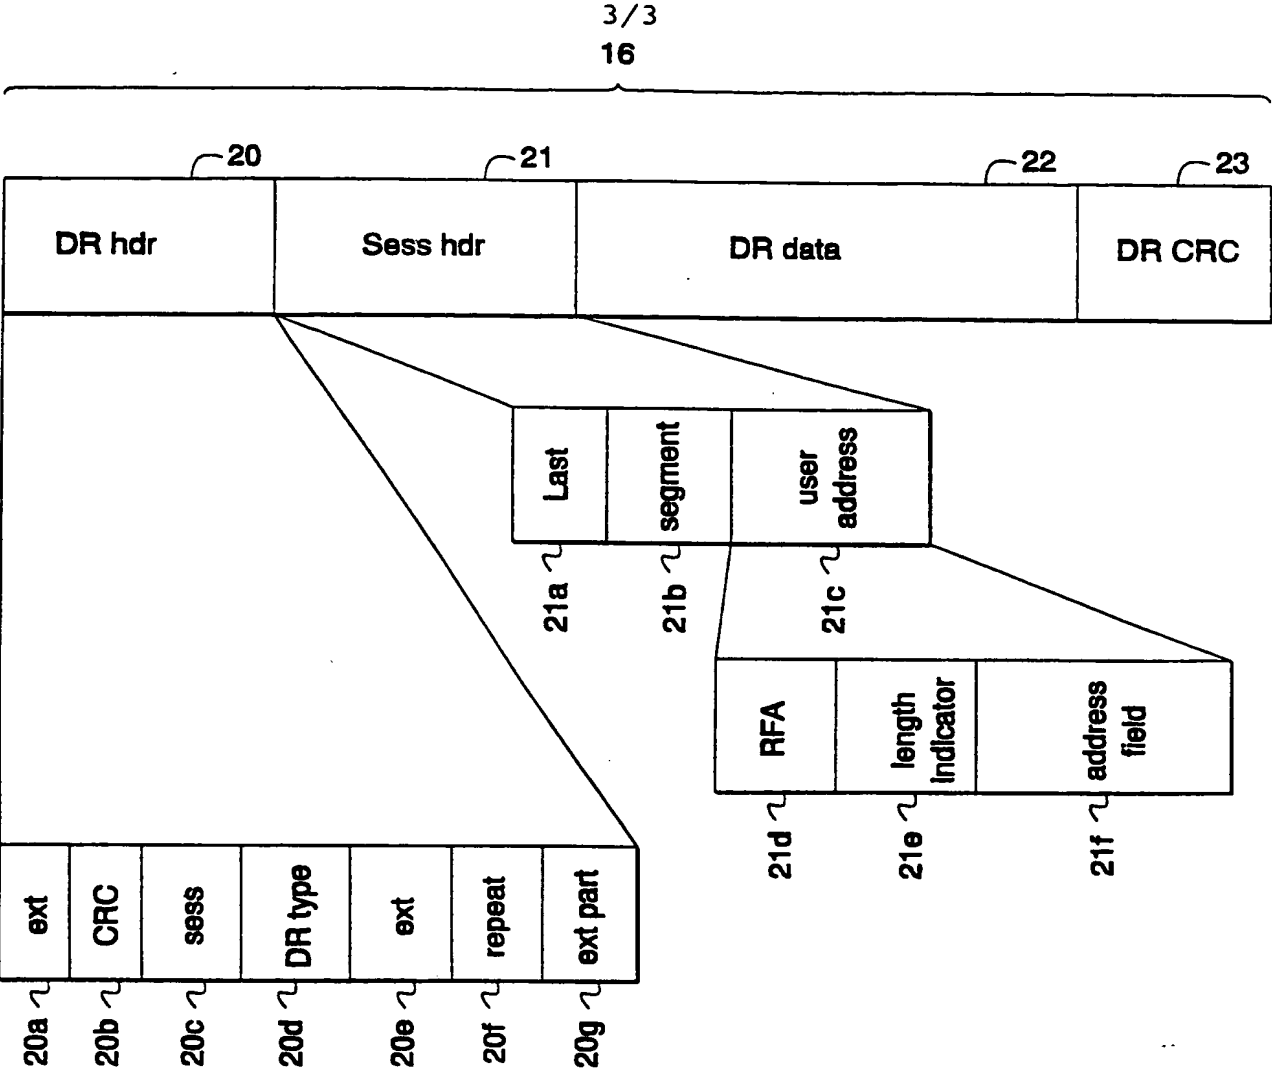 3/3
16
20
21
22
23
DR hdr
Sess hdr
DR data
DR CRC
Last
segment
user
address
21a
21b
21c
RFA
length
indicator
address
field
21d
21e
21f
ext
CRC
sess
DR type
ext
repeat
ext part
20a
20b
20c
20d
20e
20f
20g